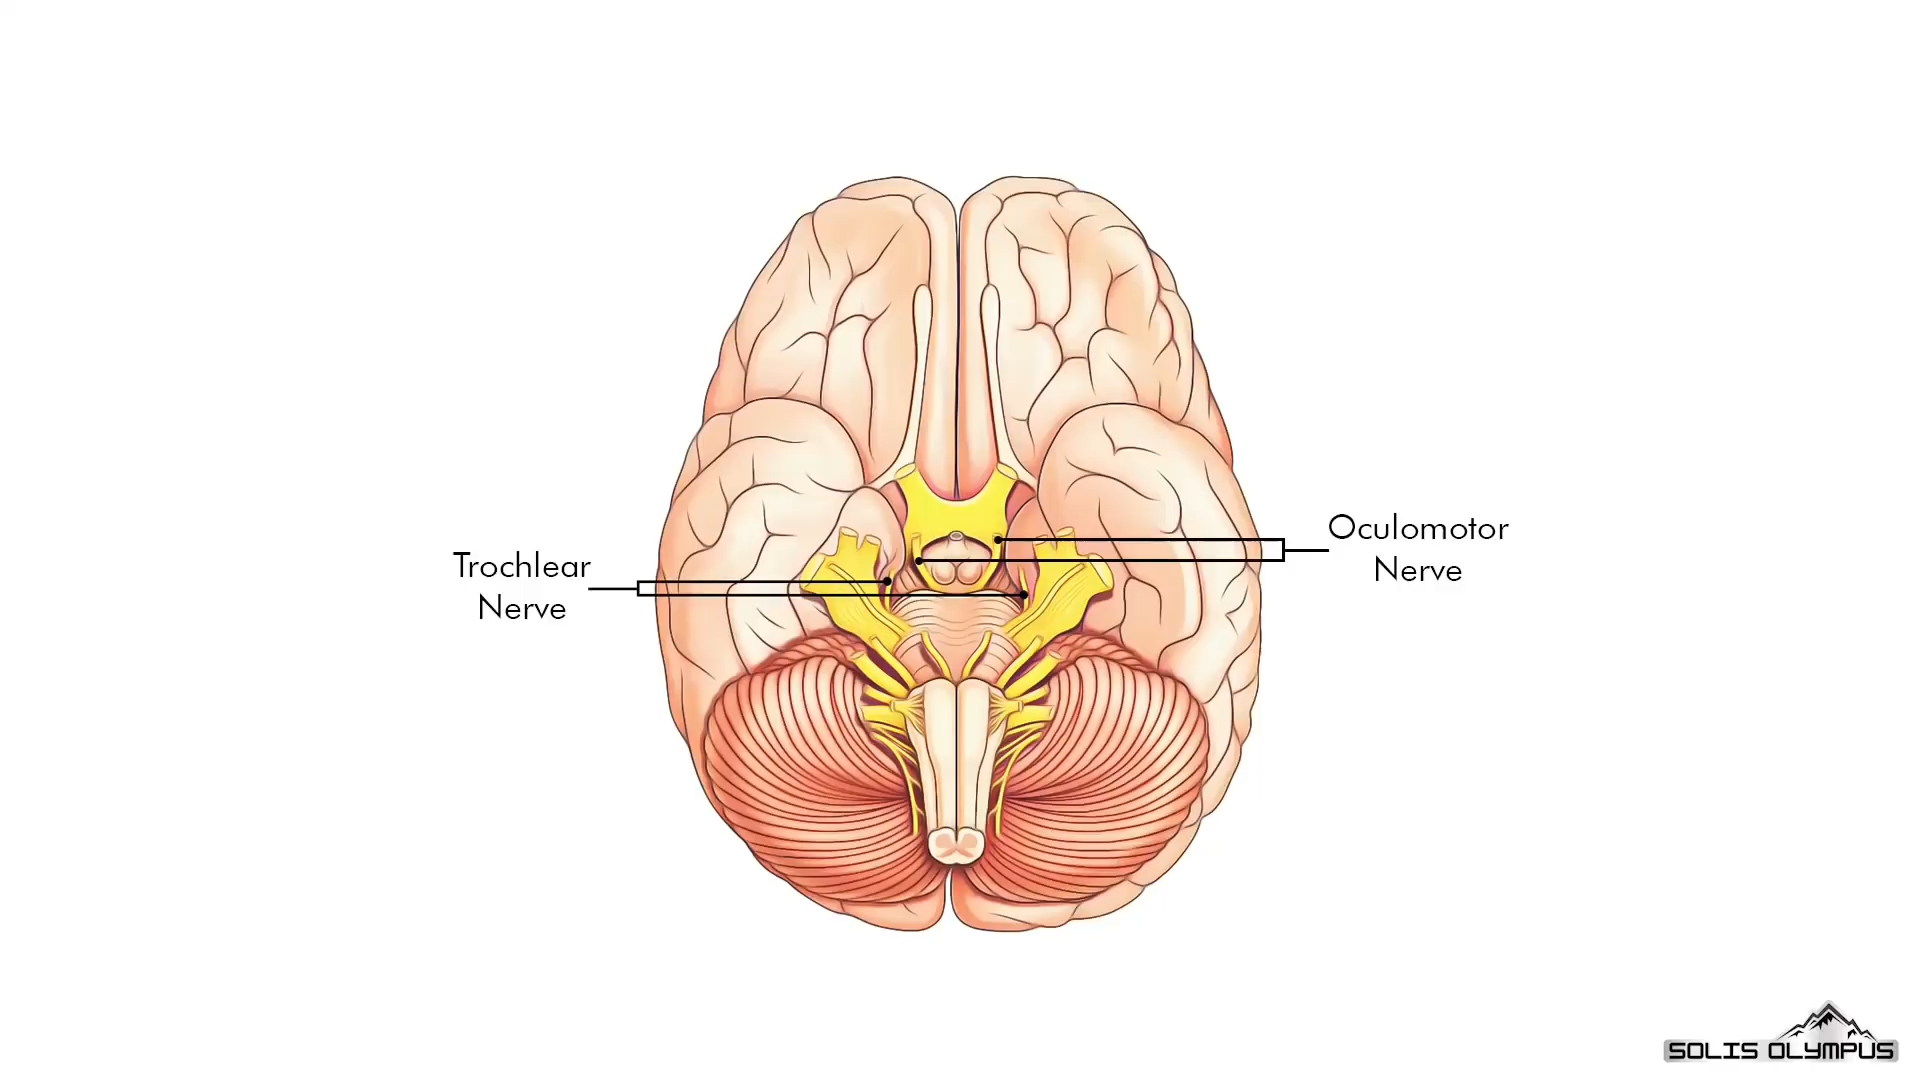 Trochlear
Nerve
Oculomotor
Nerve
SOLIS OLYMPUS